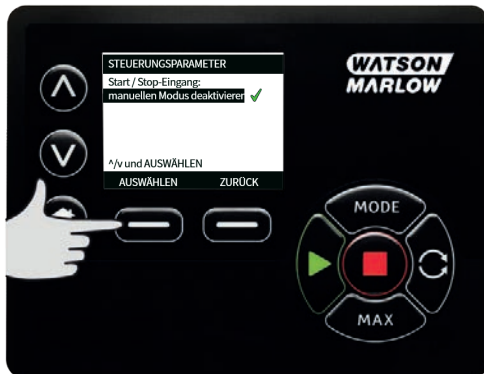 STEUERUNGSPARAMETER
Start / Stop-Eingang:
manuellen Modus deaktivieren
^/v und AUSWÄHLEN
AUSWÄHLEN ZURÜCK
WATSON
MARLOW
MODE
MAX